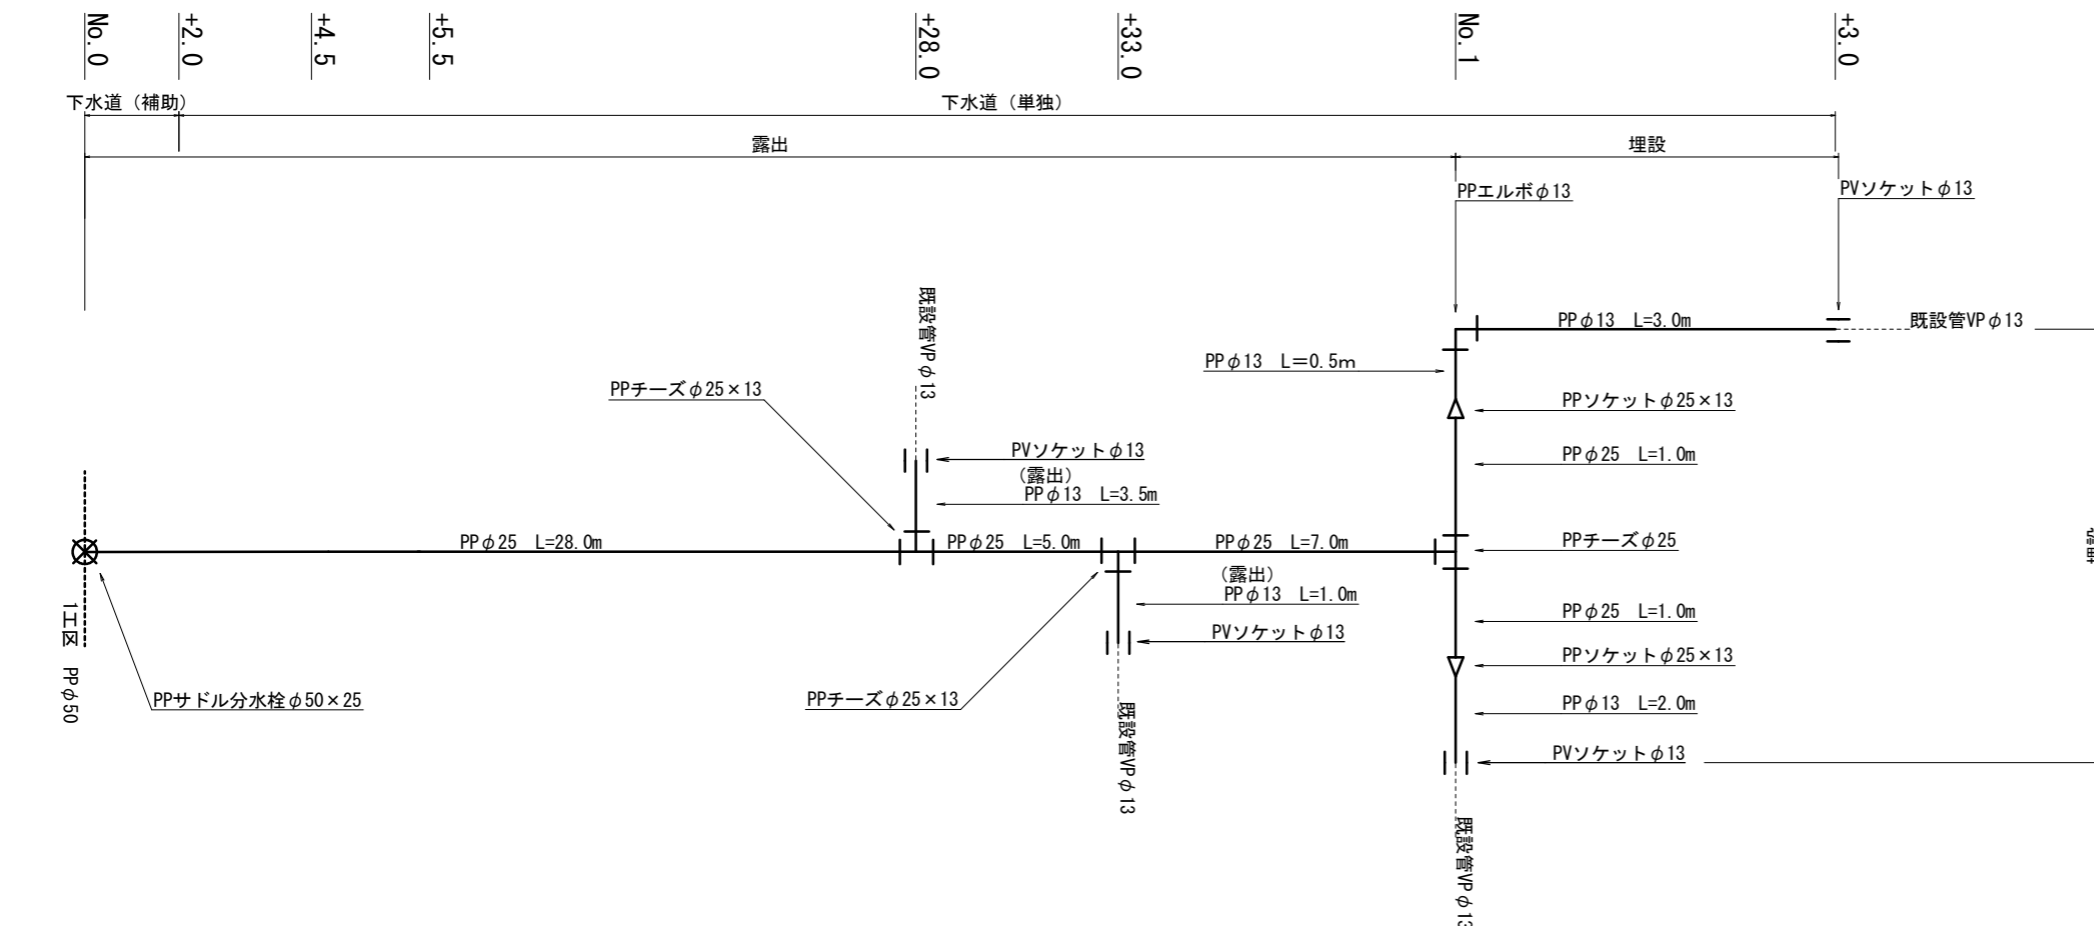 No.0
+2.0
+4.5
+5.5
+28.0
+33.0
No.1
+3.0
下水道（補助）
下水道（単独）
露出
埋設
PPエルボφ13
PVソケットφ13
既設管VPφ13
PPφ13 L=3.0m
既設管VPφ13
PPφ13 L＝0.5m
PPチーズφ25×13
PPソケットφ25×13
PVソケットφ13
（露出）
PPφ13 L=3.5m
PPφ25 L=1.0m
PPφ25 L=28.0m
PPφ25 L=5.0m
PPφ25 L=7.0m
PPチーズφ25
（露出）
PPφ13 L=1.0m
PVソケットφ13
PPφ25 L=1.0m
PPソケットφ25×13
1工区 PPφ50
PPサドル分水栓φ50×25
PPチーズφ25×13
既設管VPφ13
PPφ13 L=2.0m
PVソケットφ13
既設管VPφ13